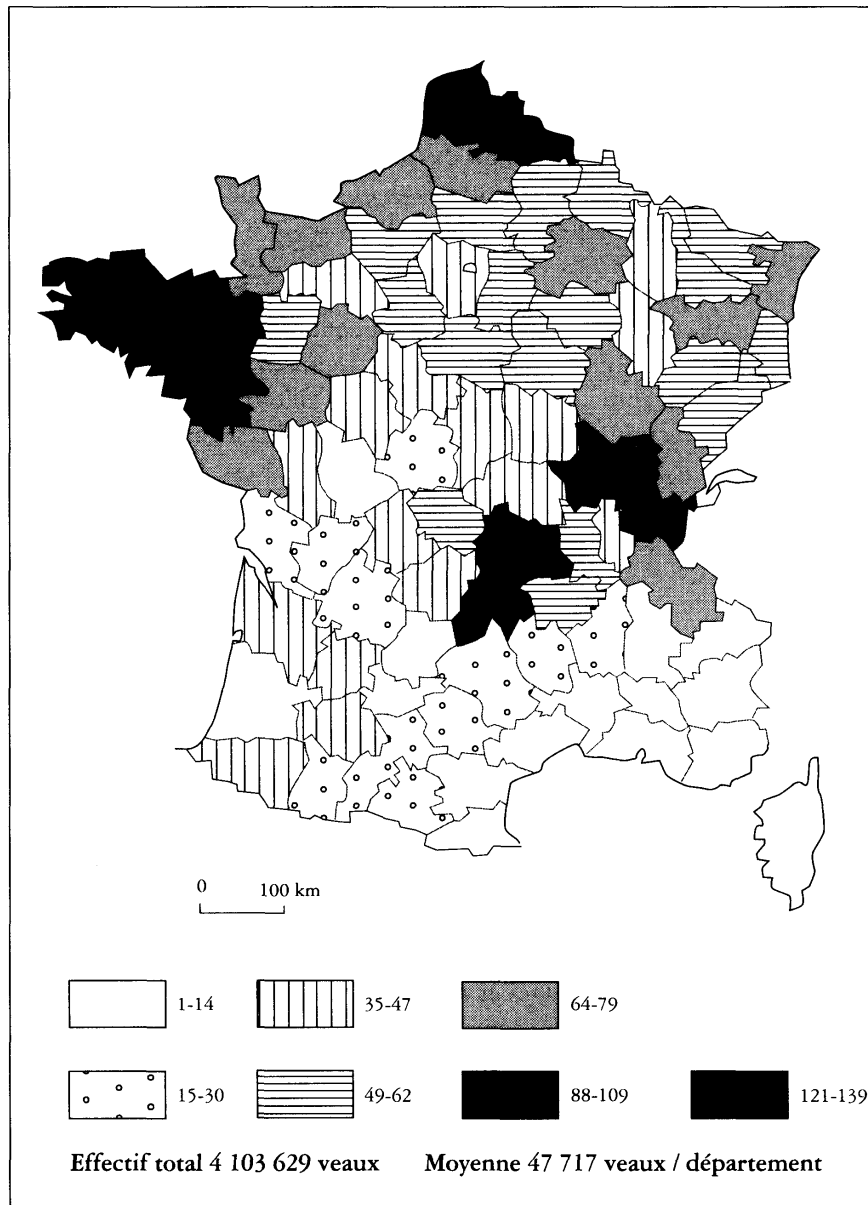 0 100 km
1-14 35-47 64-79
15-30 49-62 88-109 121-139
Effectif total 4 103 629 veaux Moyenne 47 717 veaux / département